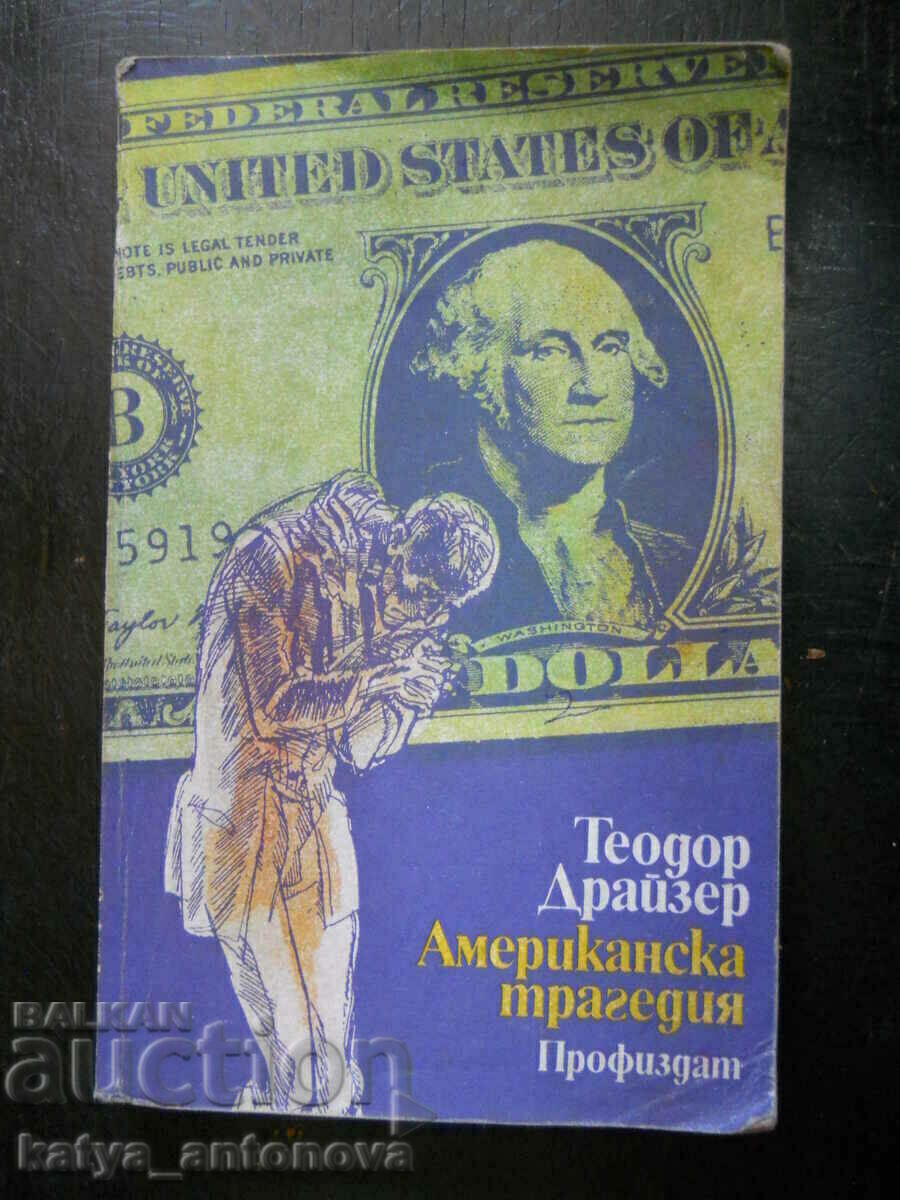 FEDERAL RESERVE
UNITED STATES OF A
NOTE IS LEGAL TENDER
EBTS, PUBLIC AND PRIVATE
B
5919
WASHINGTON
DOLLA
Теодор
Драйзер
Американска
трагедия
Профиздат
BALKAN
auction
katya_antonova